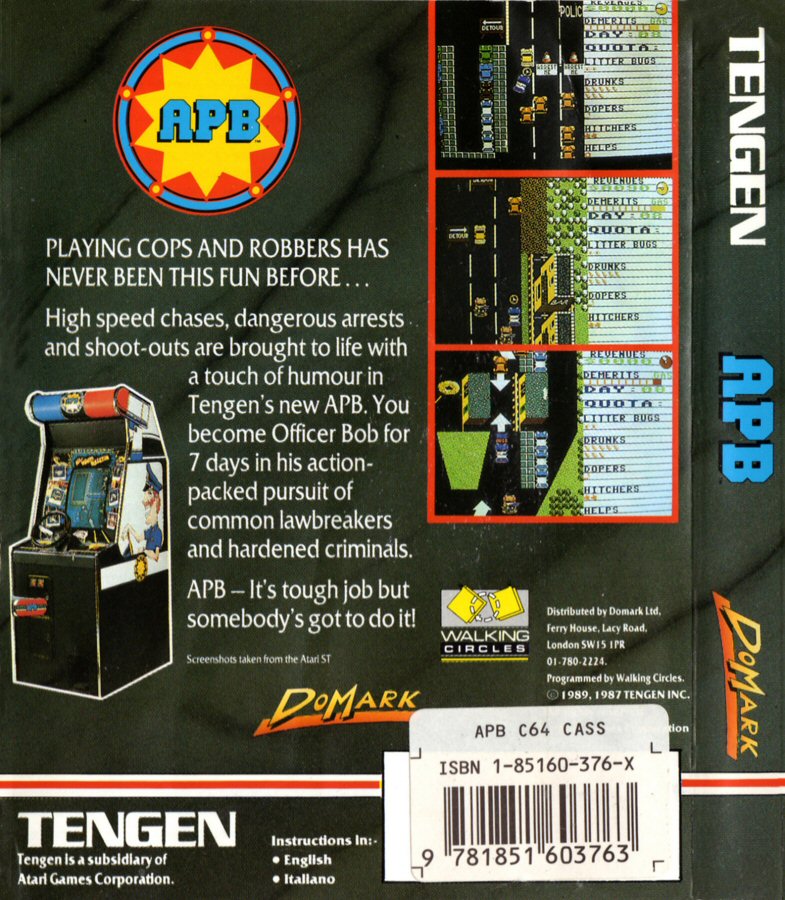 APB
PLAYING COPS AND ROBBERS HAS
NEVER BEEN THIS FUN BEFORE...
High speed chases, dangerous arrests
and shoot-outs are brought to life with
a touch of humour in
Tengen's new APB. You
become Officer Bob for
7 days in his action-
packed pursuit of
common lawbreakers
and hardened criminals.
APB – It's tough job but
somebody's got to do it!
Screenshots taken from the Atari ST
DOMARK
DETOUR
POLIC
REVENUES
DEMERITS GAS
DAY:
QUOTA:
LITTER BUGS
DRUNKS
DOPERS
HITCHERS
HELPS
DETOUR
REVENUES
DEMERITS GAS
DAY:
QUOTA:
LITTER BUGS
DRUNKS
DOPERS
HITCHERS
REVENUES
DEMERITS GAS
DAY:
QUOTA:
LITTER BUGS
DRUNKS
DOPERS
HITCHERS
HELPS
WALKING
CIRCLES
Distributed by Domark Ltd,
Ferry House, Lacy Road,
London SW15 1PR
01-780-2224.
Programmed by Walking Circles.
© 1989, 1987 TENGEN INC.
tion
APB C64 CASS
ISBN 1-85160-376-X
9 781851 603763
TENGEN
Tengen is a subsidiary of
Atari Games Corporation.
Instructions in:-
• English
• Italiano
TENGEN
APB
DOMARK